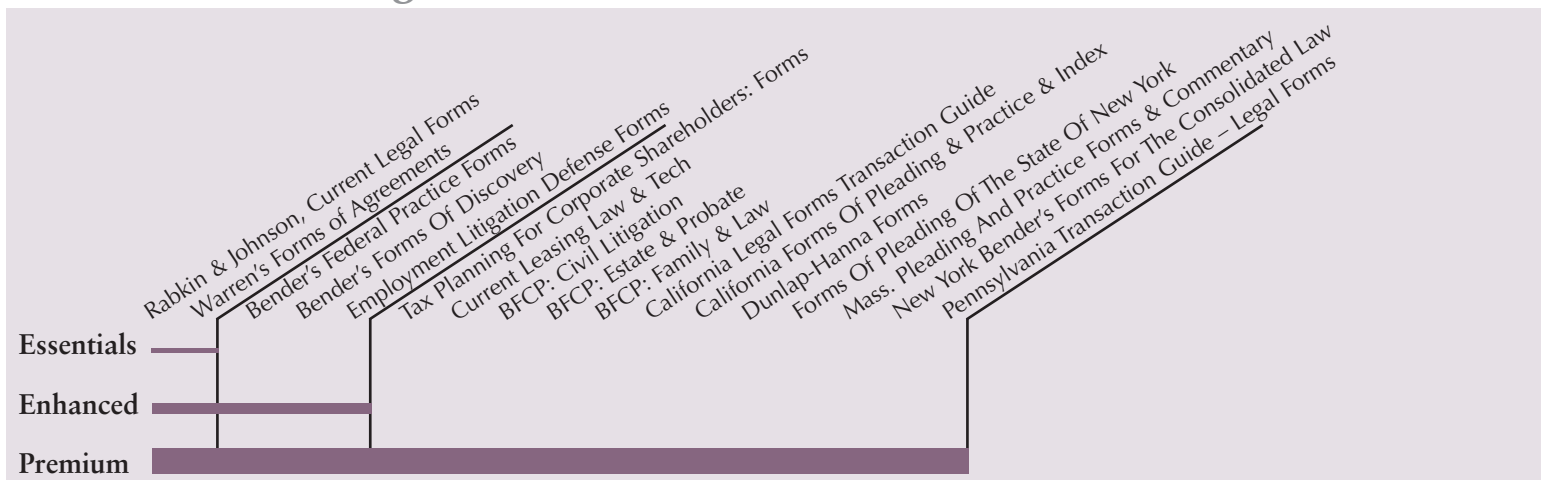 Rabkin & Johnson, Current Legal Forms
Warren's Forms of Agreements
Bender's Federal Practice Forms
Bender's Forms Of Discovery
Employment Litigation Defense Forms
Tax Planning For Corporate Shareholders: Forms
Current Leasing Law & Tech
BFCP: Civil Litigation
BFCP: Estate & Probate
BFCP: Family & Law
California Legal Forms Transaction Guide
California Forms Of Pleading & Practice & Index
Dunlap-Hanna Forms
Forms Of Pleading Of The State Of New York
Mass. Pleading And Practice Forms & Commentary
New York Bender's Forms For The Consolidated Law
Pennsylvania Transaction Guide – Legal Forms
Essentials
Enhanced
Premium